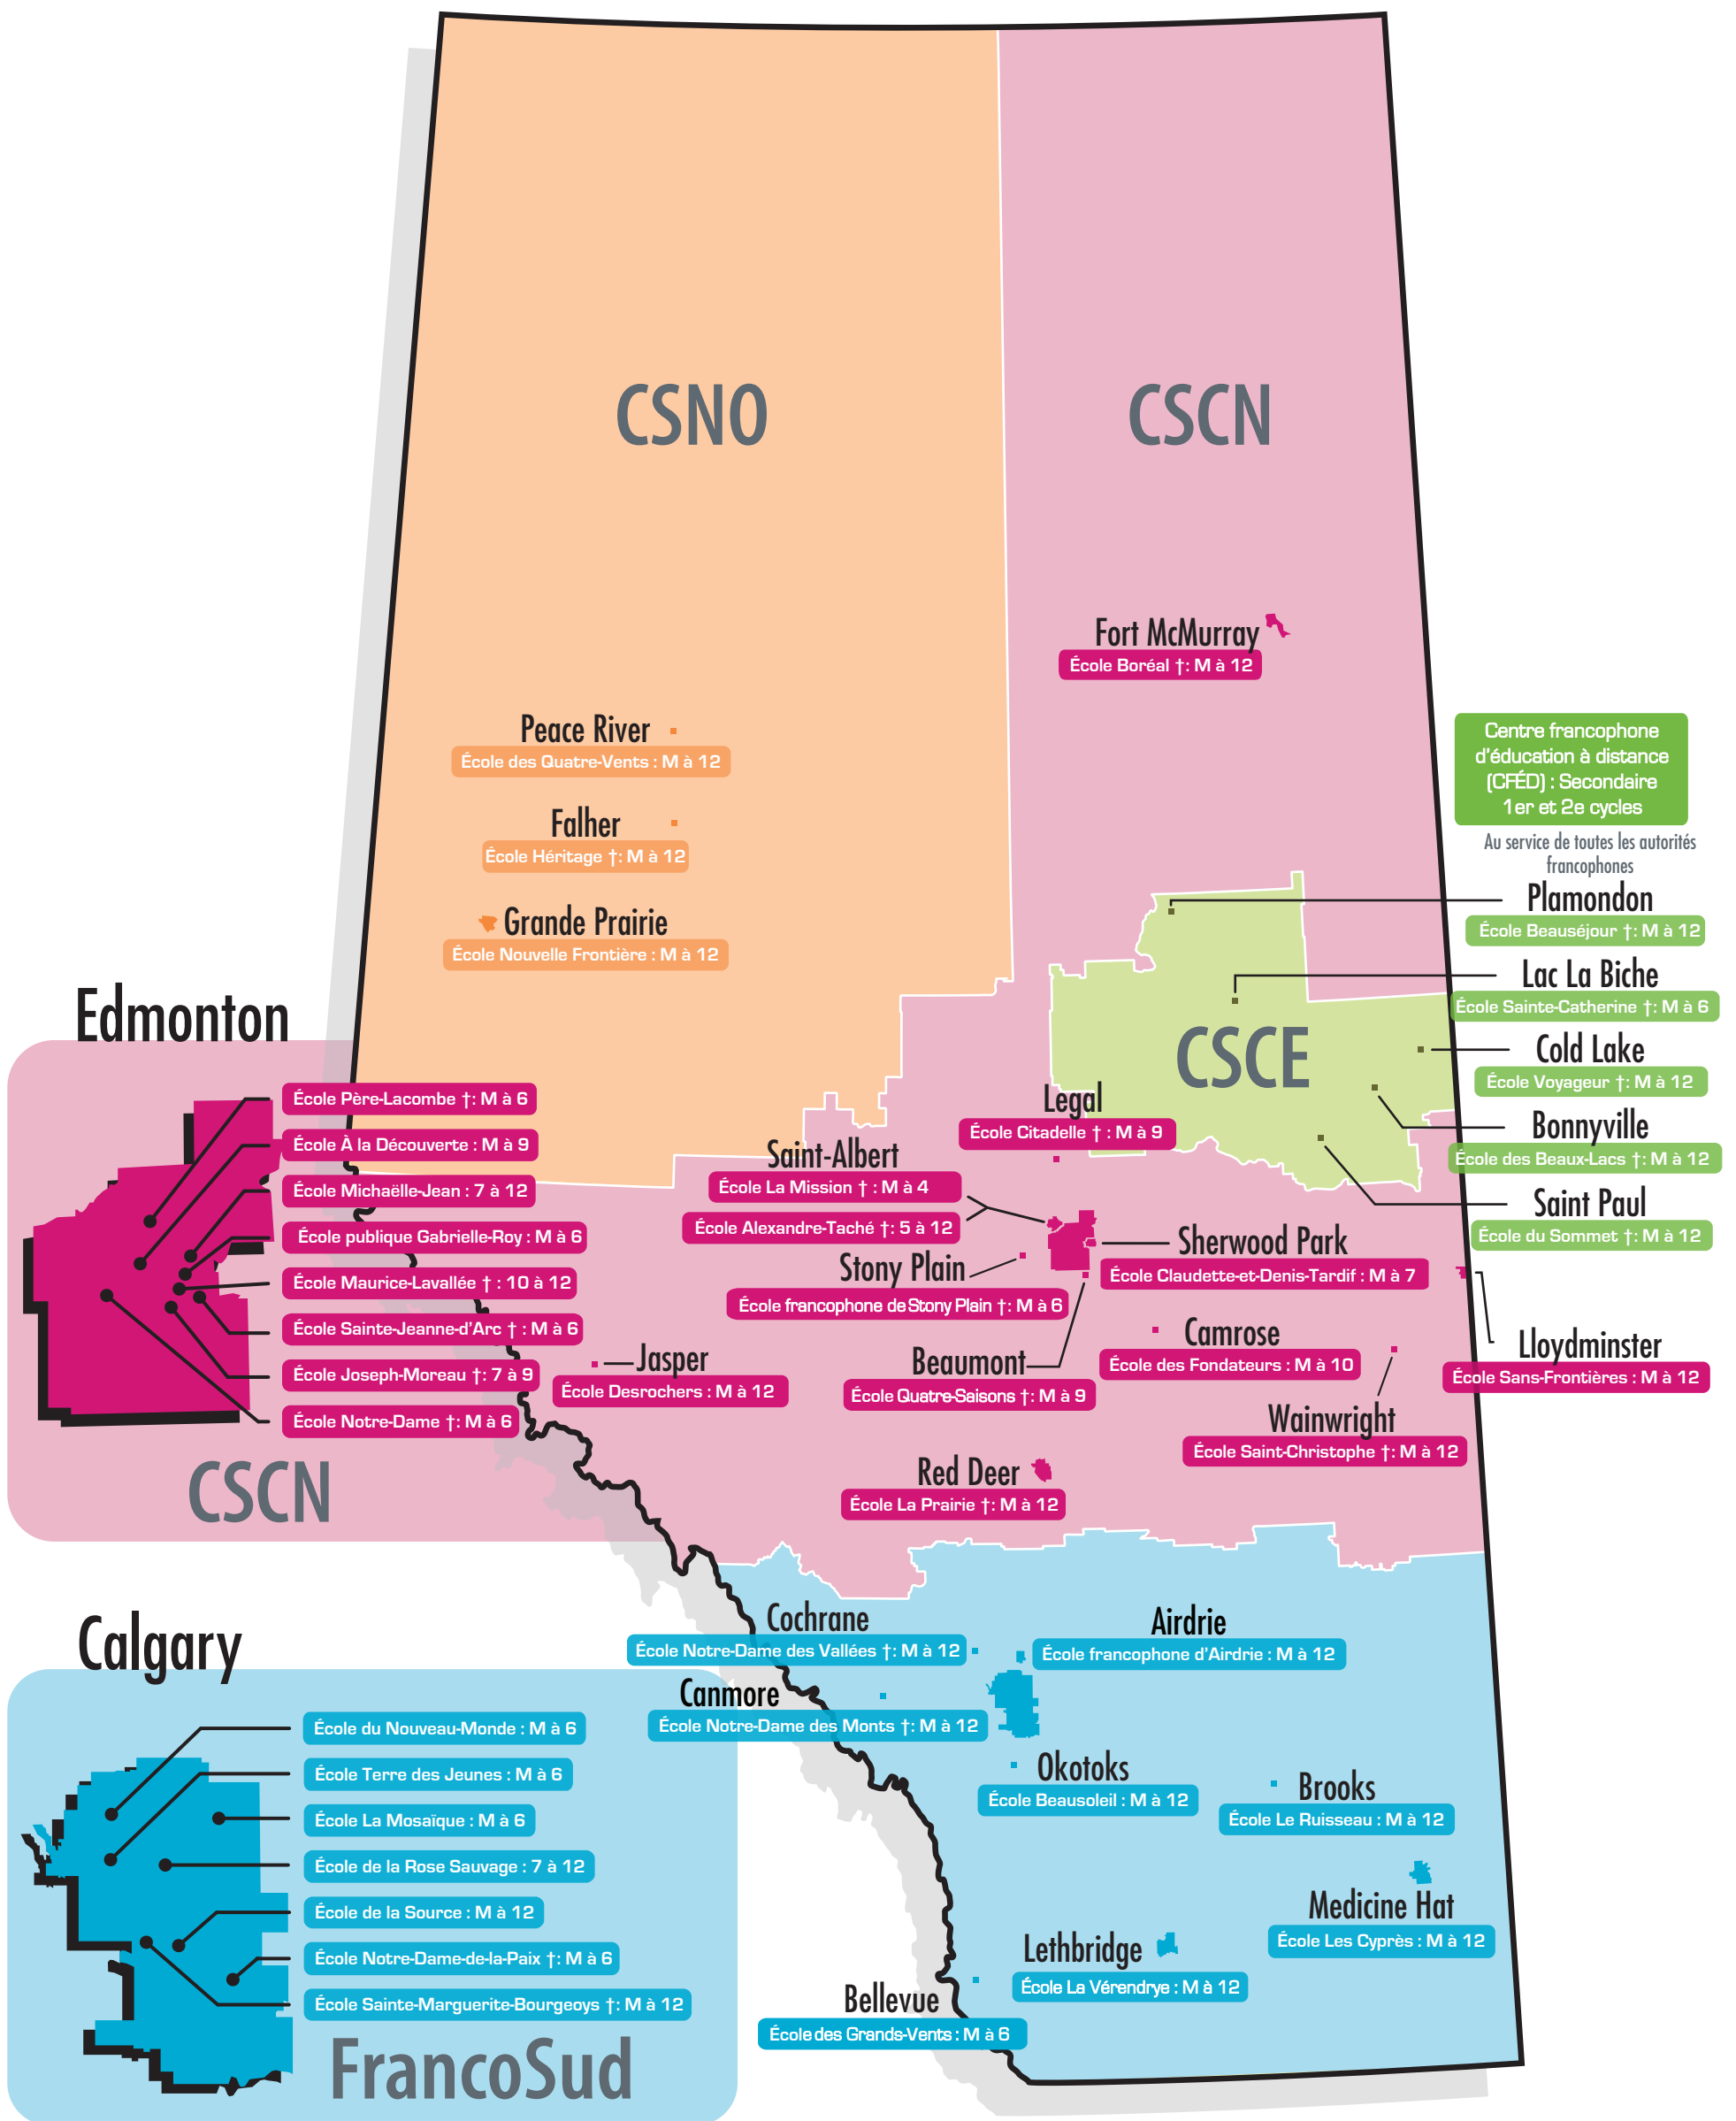 CSNO
CSCN
Fort McMurray
École Boréal †: M à 12
Peace River
École des Quatre-Vents : M à 12
Falher
École Héritage †: M à 12
Grande Prairie
École Nouvelle Frontière : M à 12
Centre francophone
d'éducation à distance
(CFÉD) : Secondaire
1er et 2e cycles
Au service de toutes les autorités
francophones
Plamondon
École Beauséjour †: M à 12
Lac La Biche
École Sainte-Catherine †: M à 6
CSCE
Cold Lake
École Voyageur †: M à 12
Bonnyville
École des Beaux-Lacs †: M à 12
Saint Paul
École du Sommet †: M à 12
Edmonton
École Père-Lacombe †: M à 6
École À la Découverte : M à 9
École Michaëlle-Jean : 7 à 12
École publique Gabrielle-Roy : M à 6
École Maurice-Lavallée † : 10 à 12
École Sainte-Jeanne-d'Arc † : M à 6
École Joseph-Moreau †: 7 à 9
École Notre-Dame †: M à 6
CSCN
Legal
École Citadelle † : M à 9
Saint-Albert
École La Mission † : M à 4
École Alexandre-Taché †: 5 à 12
Stony Plain
École francophone de Stony Plain †: M à 6
Sherwood Park
École Claudette-et-Denis-Tardif : M à 7
Jasper
École Desrochers : M à 12
Beaumont
École Quatre-Saisons †: M à 9
Camrose
École des Fondateurs : M à 10
Lloydminster
École Sans-Frontières : M à 12
Wainwright
École Saint-Christophe †: M à 12
Red Deer
École La Prairie †: M à 12
Calgary
École du Nouveau-Monde : M à 6
École Terre des Jeunes : M à 6
École La Mosaïque : M à 6
École de la Rose Sauvage : 7 à 12
École de la Source : M à 12
École Notre-Dame-de-la-Paix †: M à 6
École Sainte-Marguerite-Bourgeoys †: M à 12
FrancoSud
Cochrane
École Notre-Dame des Vallées †: M à 12
Airdrie
École francophone d'Airdrie : M à 12
Canmore
École Notre-Dame des Monts †: M à 12
Okotoks
École Beausoleil : M à 12
Brooks
École Le Ruisseau : M à 12
Medicine Hat
École Les Cyprès : M à 12
Lethbridge
École La Vérendrye : M à 12
Bellevue
École des Grands-Vents : M à 6